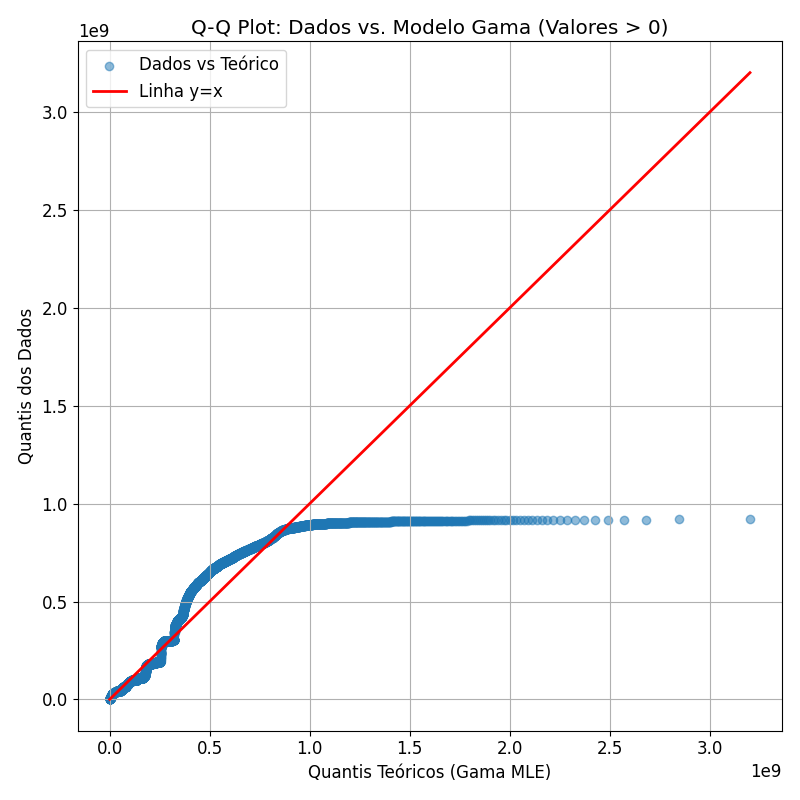 Q-Q Plot: Dados vs. Modelo Gama (Valores > 0)
1e9
Dados vs Teórico
Linha y=x
3.0
2.5
2.0
1.5
1.0
0.5
0.0
Quantis dos Dados
0.0 0.5 1.0 1.5 2.0 2.5 3.0
Quantis Teóricos (Gama MLE)
1e9